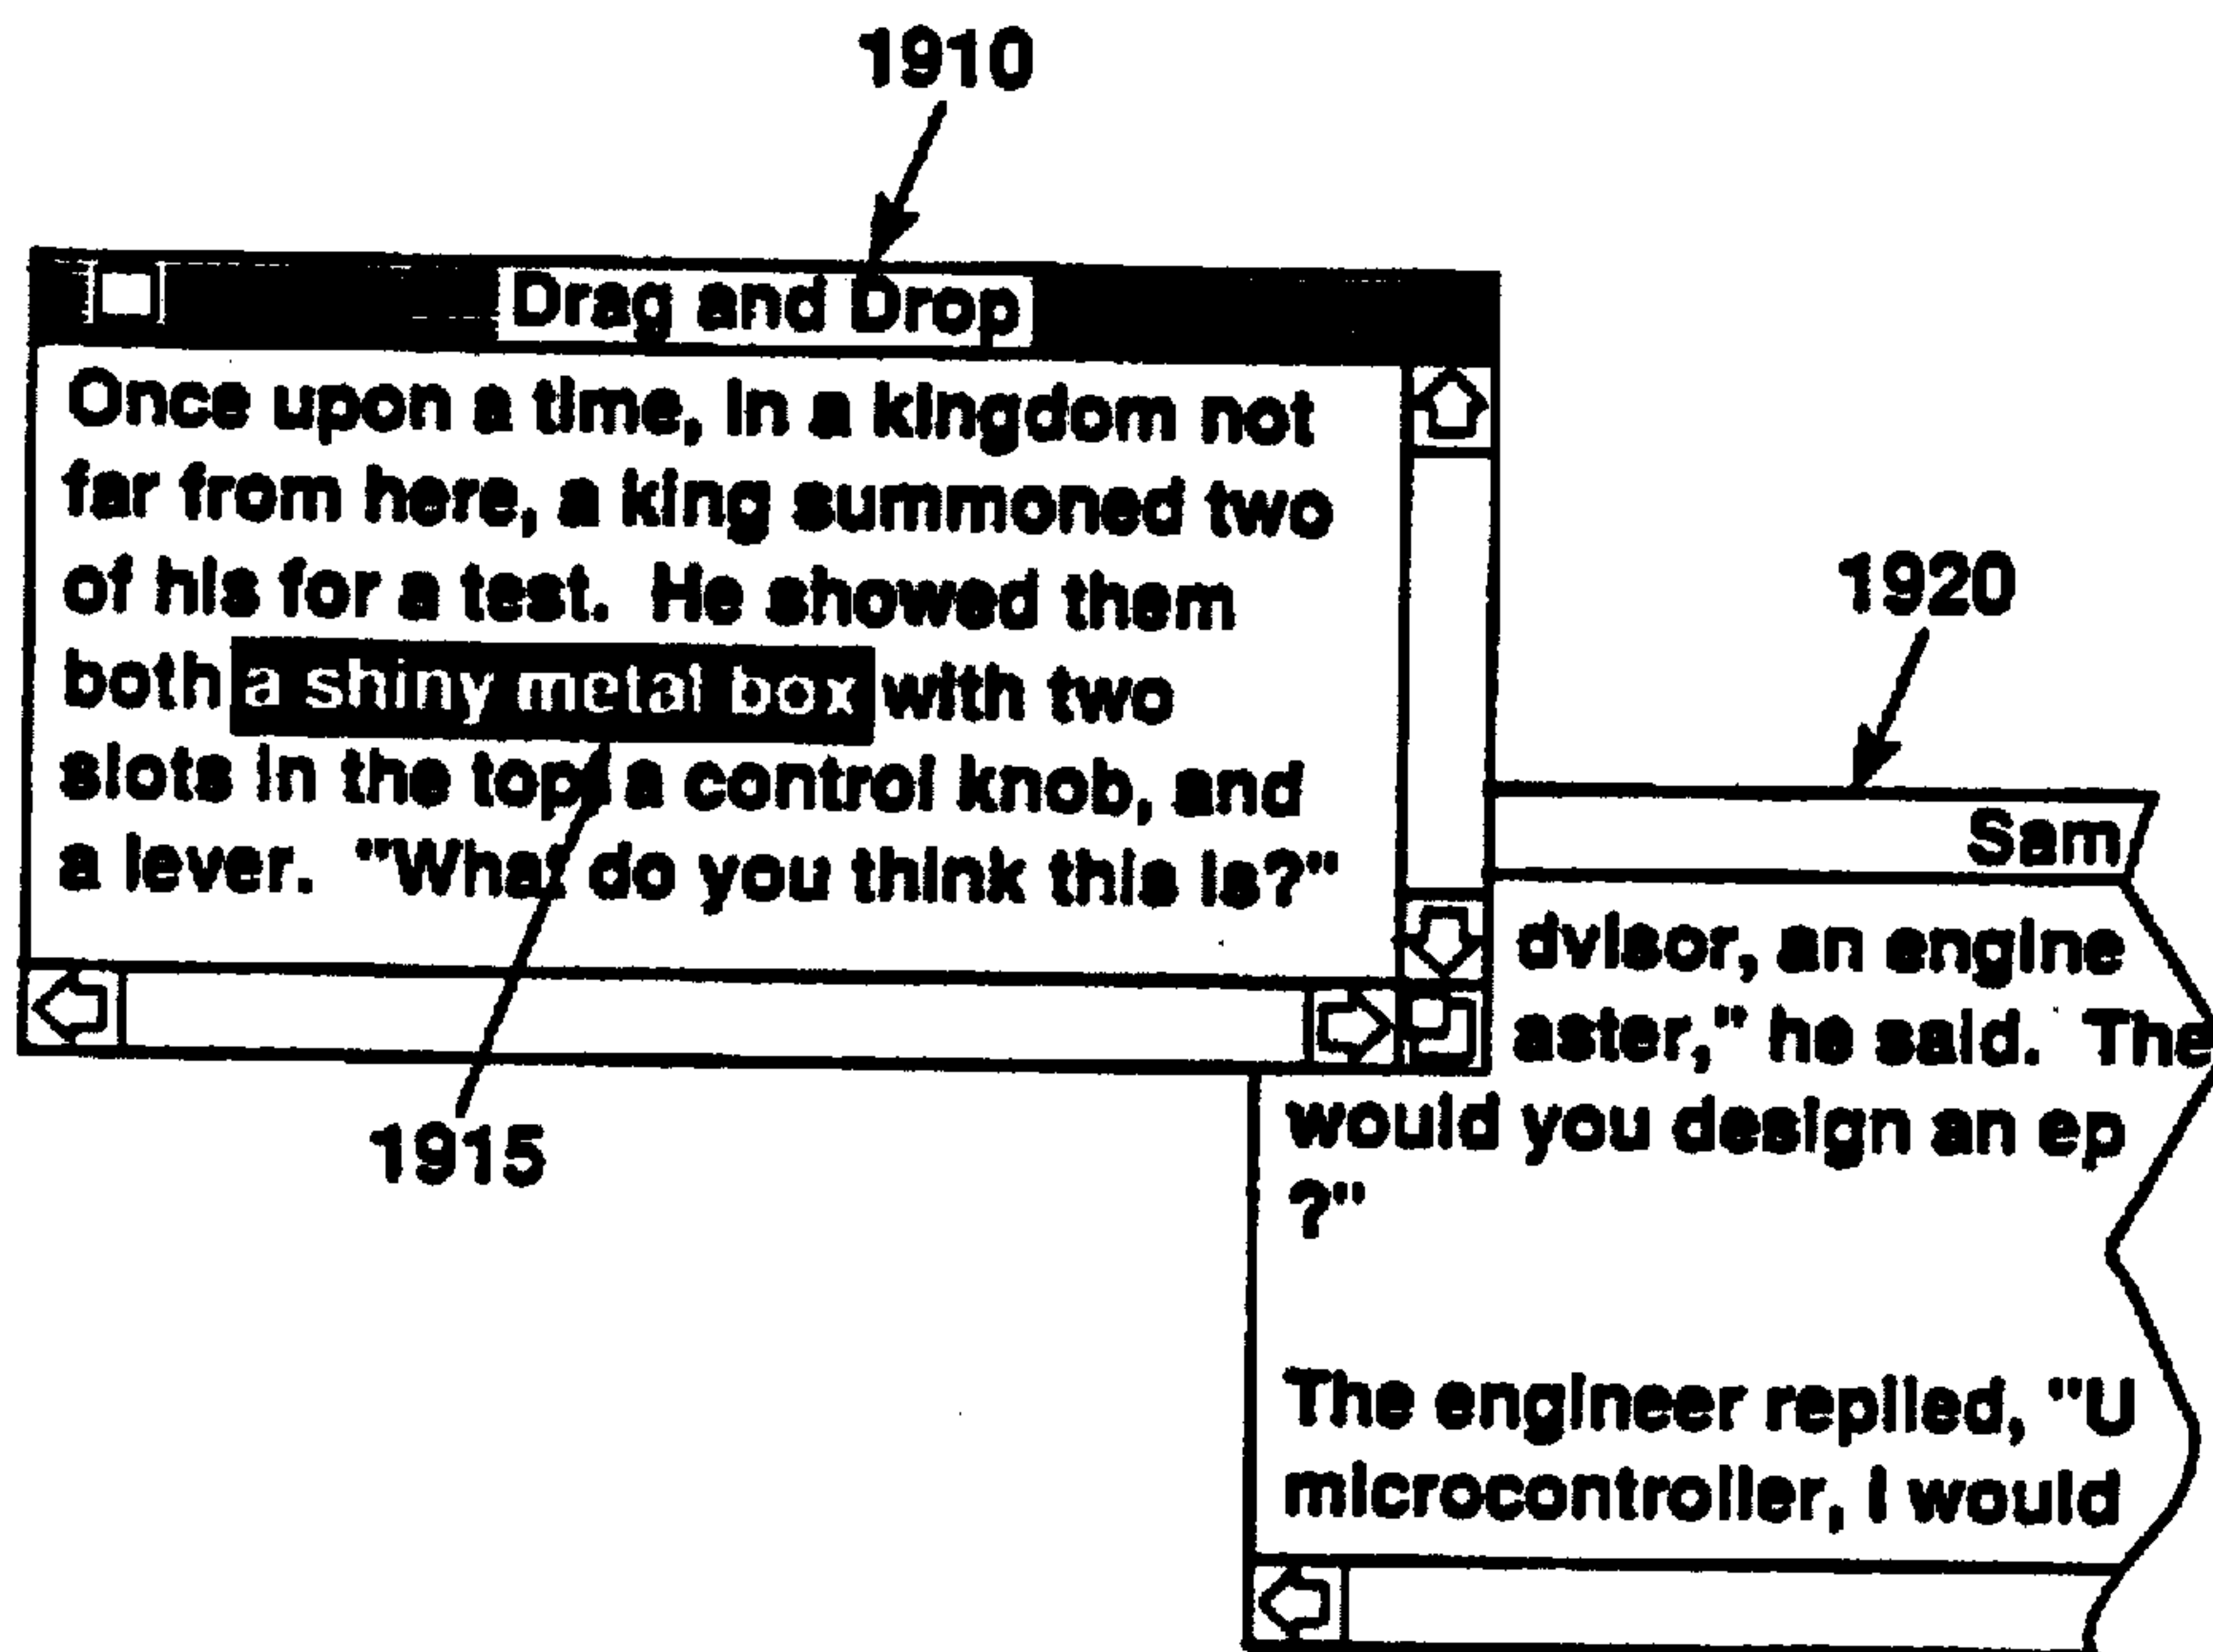 1910
Drag and Drop
Once upon a time, in a kingdom not
far from here, a king summoned two
of his for a test. He showed them
both a shiny metal box with two
slots in the top, a control knob, and
a lever. "What do you think this is?"
1915
1920
Sam
dvisor, an engine
aster," he said. The
would you design an ep
?"
The engineer replied, "U
microcontroller, I would